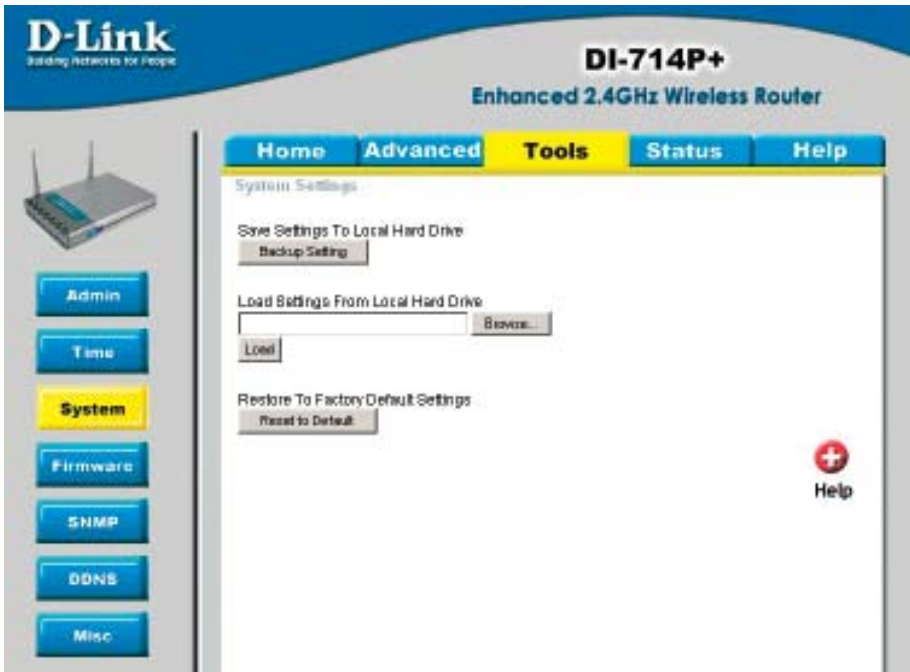 D-Link
Building Networks for People
DI-714P+
Enhanced 2.4GHz Wireless Router
Home Advanced Tools Status Help
System Settings
Save Settings To Local Hard Drive
Backup Setting
Load Settings From Local Hard Drive
Browse...
Load
Restore To Factory Default Settings
Reset to Default
Admin
Time
System
Firmware
SNMP
DDNS
Misc
Help